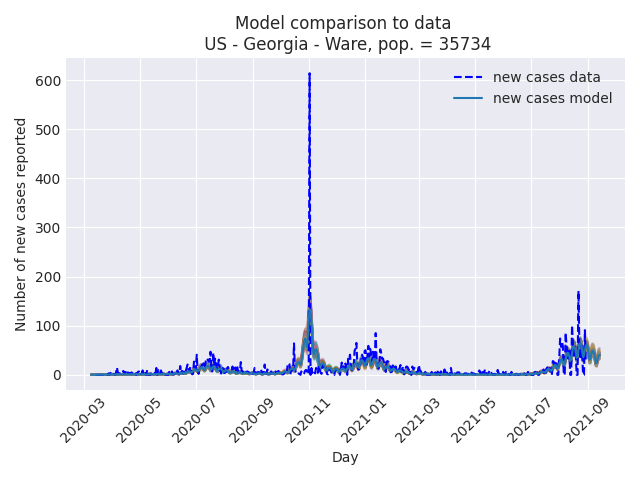 Model comparison to data
US - Georgia - Ware, pop. = 35734
new cases data
new cases model
Number of new cases reported
600
500
400
300
200
100
0
2020-03
2020-05
2020-07
2020-09
2020-11
2021-01
2021-03
2021-05
2021-07
2021-09
Day